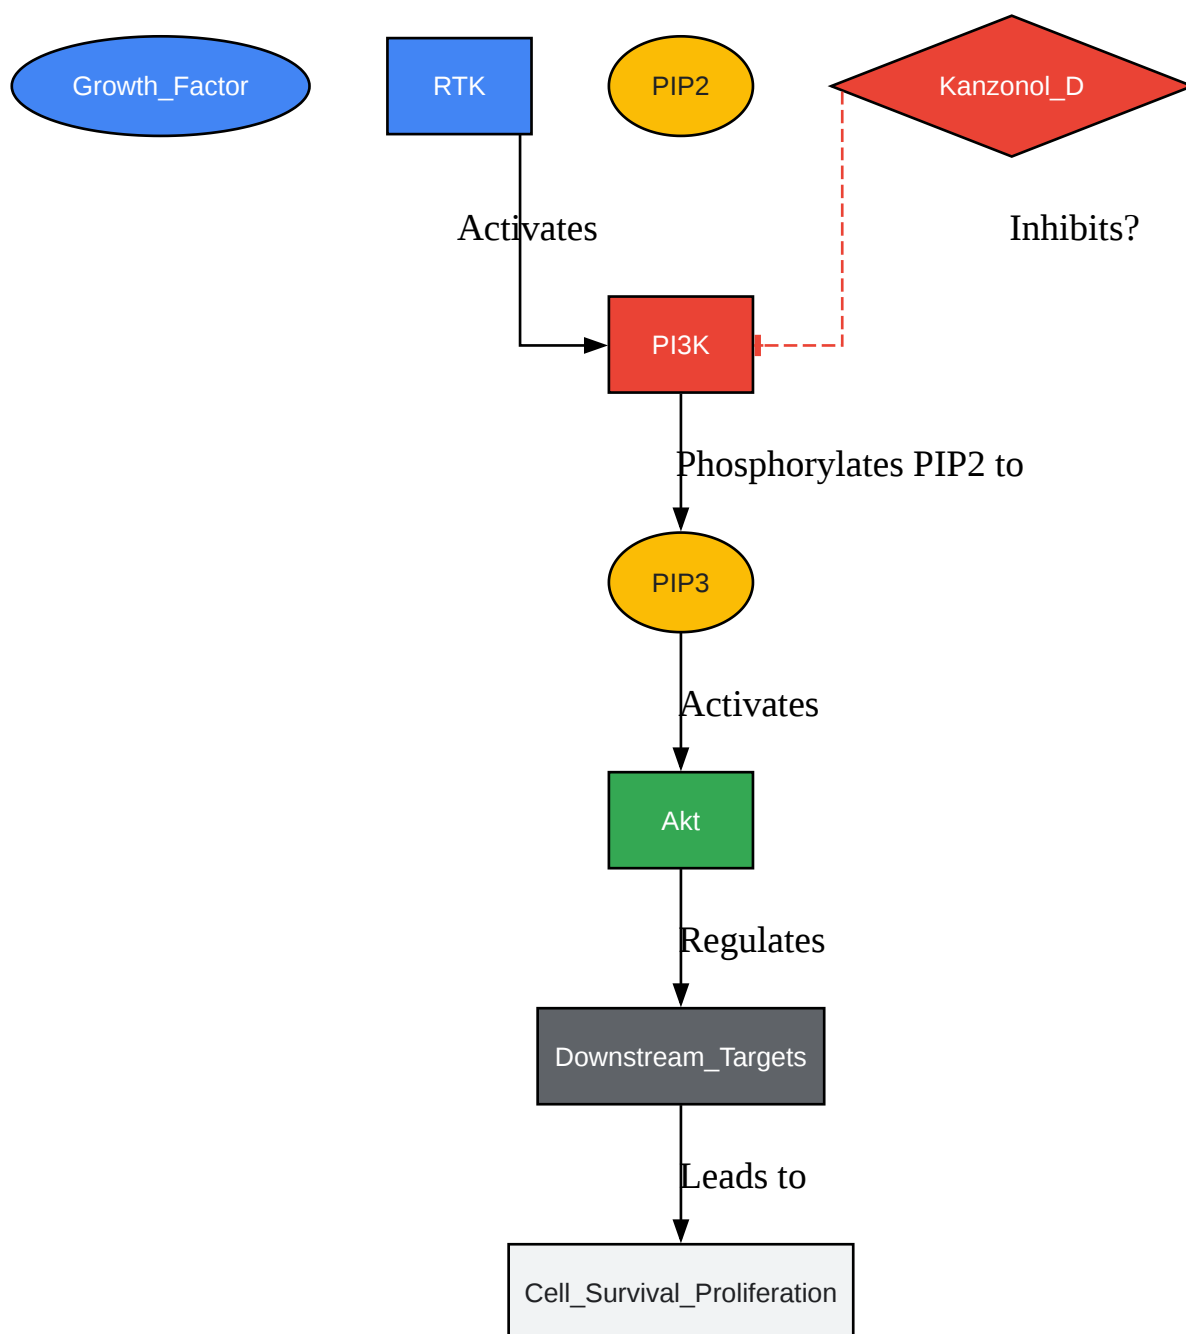 Growth_Factor
RTK
PIP2
Kanzonol_D
Activates
Inhibits?
PI3K
Phosphorylates PIP2 to
PIP3
Activates
Akt
Regulates
Downstream_Targets
Leads to
Cell_Survival_Proliferation